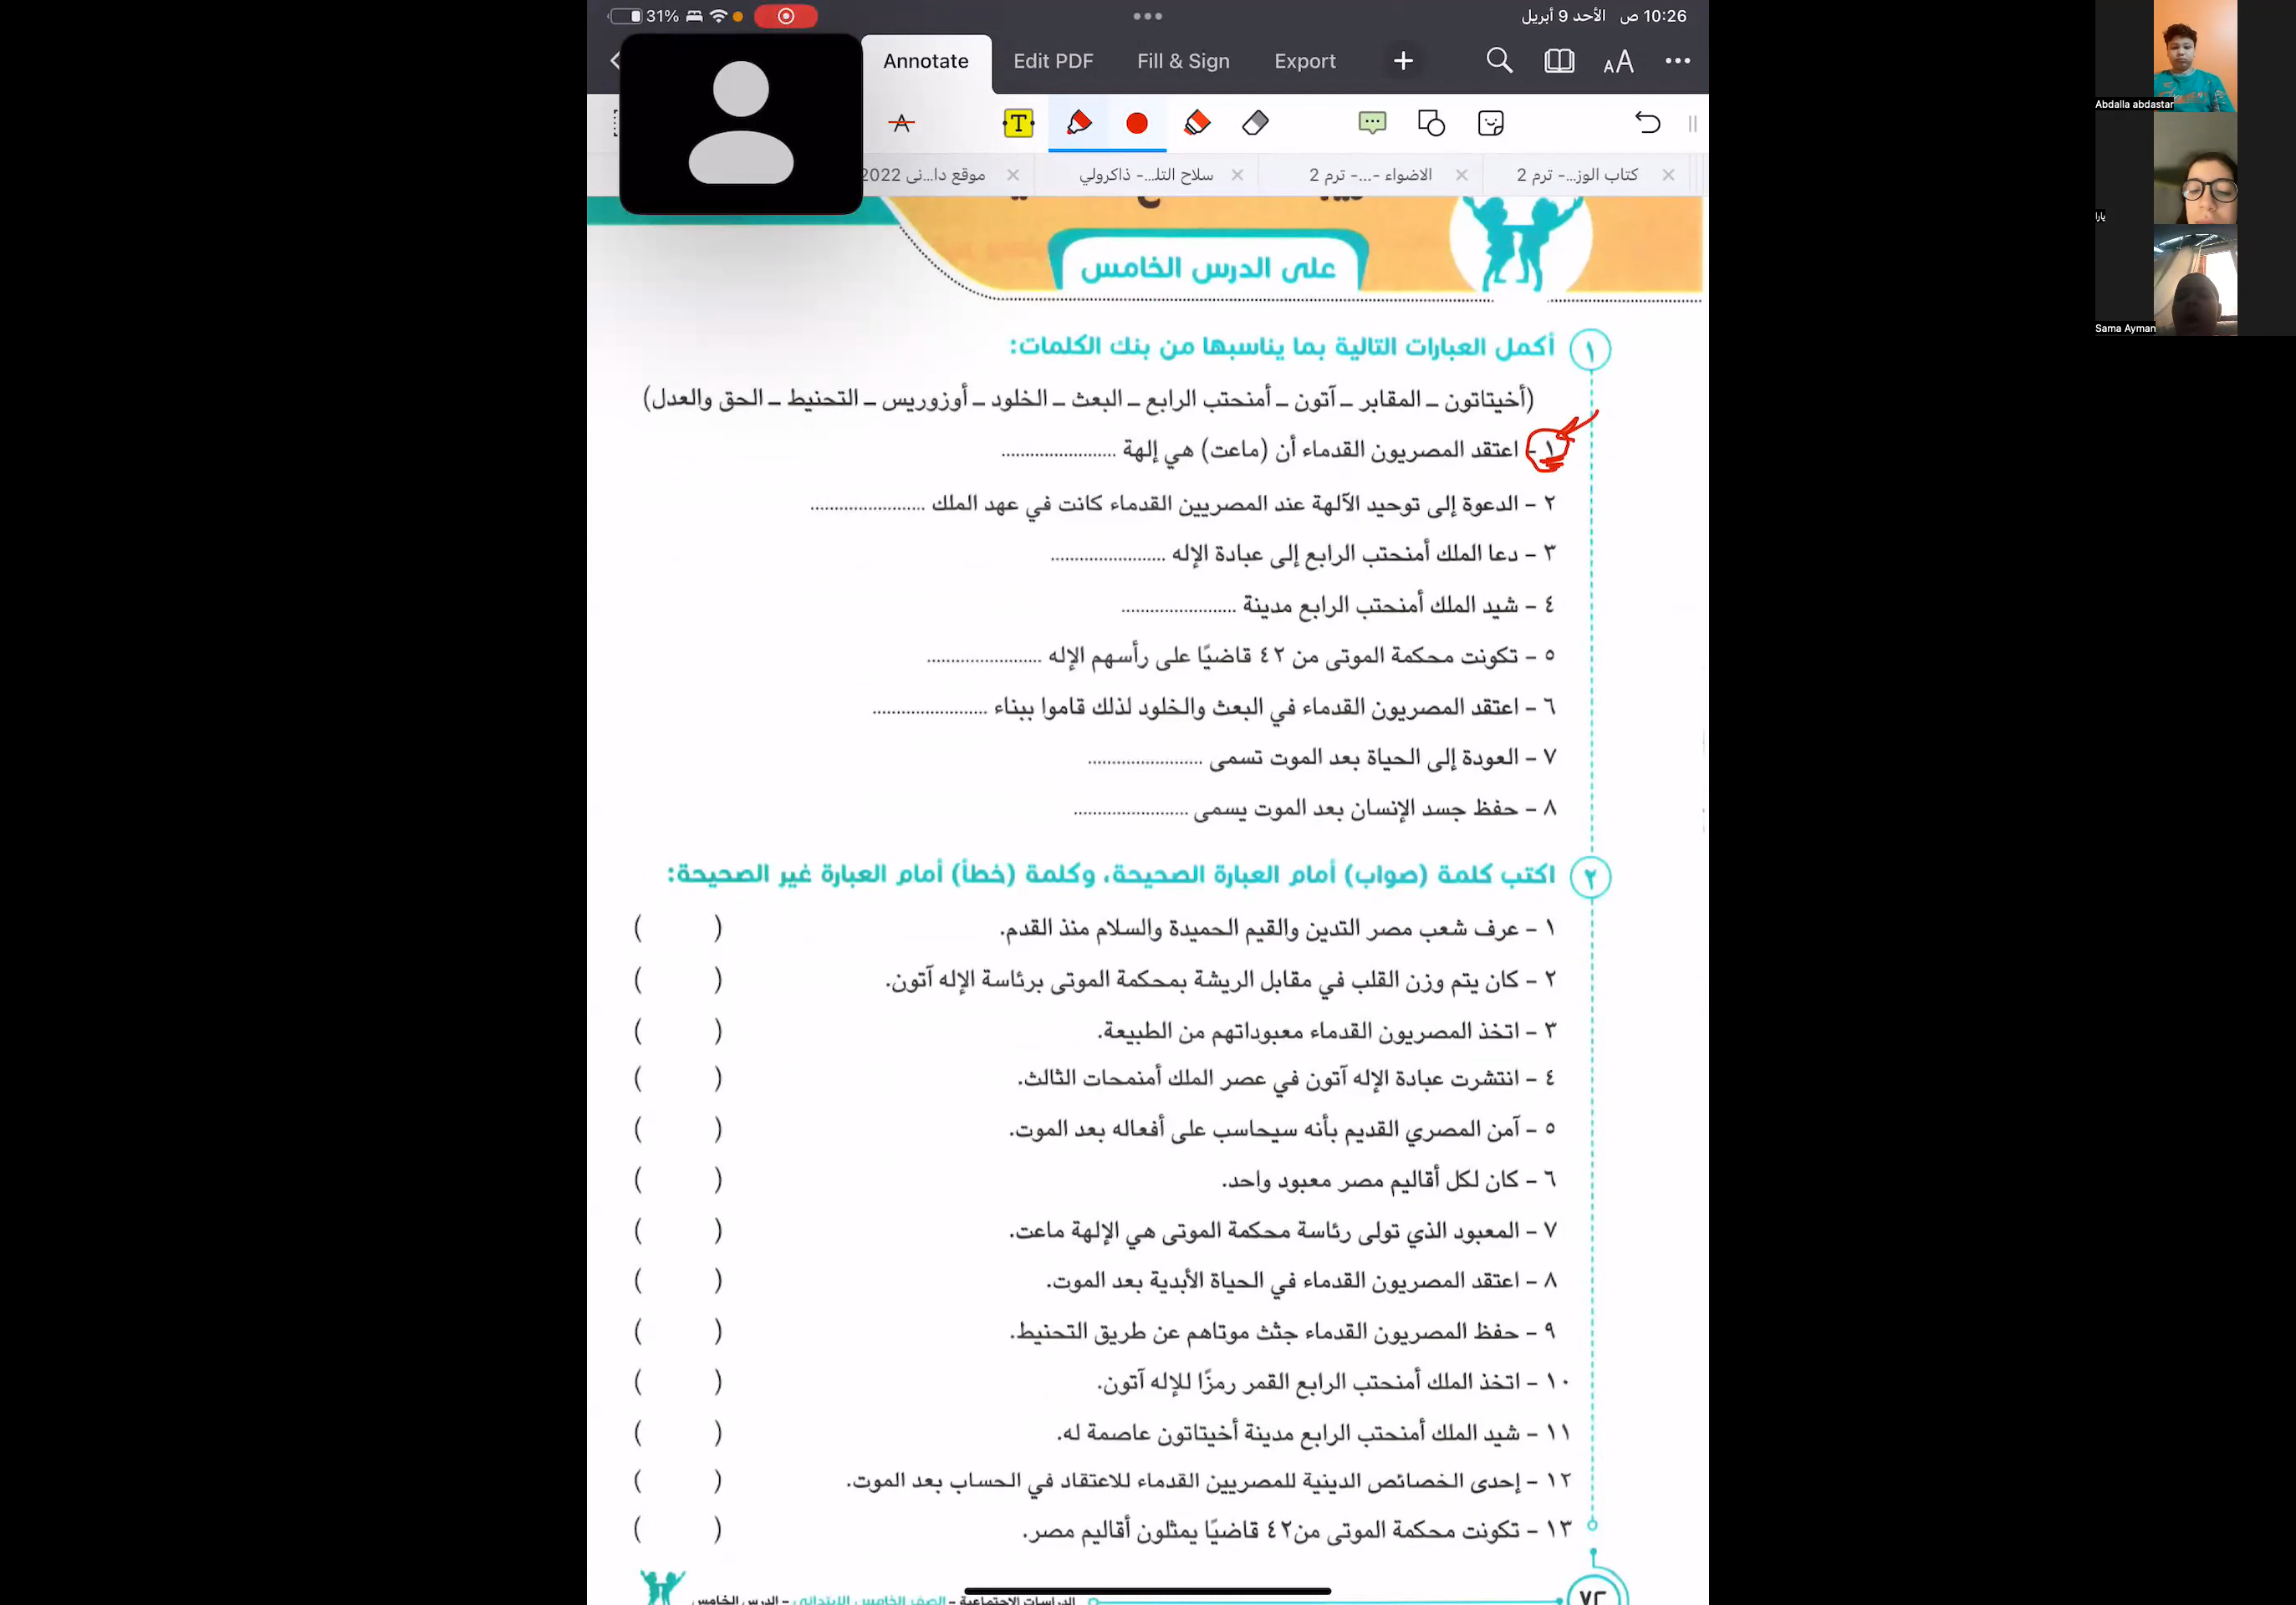 31%
10:26 ص الأحد 9 أبريل
Annotate Edit PDF Fill & Sign Export
موقع دا...نى 2022 سلاح التلـ...- ذاكرولي الاضواء -...- ترم 2 كتاب الوز...- ترم 2
على الدرس الخامس
١ أكمل العبارات التالية بما يناسبها من بنك الكلمات:
(أخيتاتون – المقابر – آتون – أمنحتب الرابع – البعث – الخلود – أوزوريس – التحنيط – الحق والعدل)
١ - اعتقد المصريون القدماء أن (ماعت) هي إلهة ........................
٢ - الدعوة إلى توحيد الآلهة عند المصريين القدماء كانت في عهد الملك ........................
٣ - دعا الملك أمنحتب الرابع إلى عبادة الإله ........................
٤ - شيد الملك أمنحتب الرابع مدينة ........................
٥ - تكونت محكمة الموتى من ٤٢ قاضيًا على رأسهم الإله ........................
٦ - اعتقد المصريون القدماء في البعث والخلود لذلك قاموا ببناء ........................
٧ - العودة إلى الحياة بعد الموت تسمى ........................
٨ - حفظ جسد الإنسان بعد الموت يسمى ........................
٢ اكتب كلمة (صواب) أمام العبارة الصحيحة، وكلمة (خطأ) أمام العبارة غير الصحيحة:
١ - عرف شعب مصر التدين والقيم الحميدة والسلام منذ القدم. ( )
٢ - كان يتم وزن القلب في مقابل الريشة بمحكمة الموتى برئاسة الإله آتون. ( )
٣ - اتخذ المصريون القدماء معبوداتهم من الطبيعة. ( )
٤ - انتشرت عبادة الإله آتون في عصر الملك أمنمحات الثالث. ( )
٥ - آمن المصري القديم بأنه سيحاسب على أفعاله بعد الموت. ( )
٦ - كان لكل أقاليم مصر معبود واحد. ( )
٧ - المعبود الذي تولى رئاسة محكمة الموتى هي الإلهة ماعت. ( )
٨ - اعتقد المصريون القدماء في الحياة الأبدية بعد الموت. ( )
٩ - حفظ المصريون القدماء جثث موتاهم عن طريق التحنيط. ( )
١٠ - اتخذ الملك أمنحتب الرابع القمر رمزًا للإله آتون. ( )
١١ - شيد الملك أمنحتب الرابع مدينة أخيتاتون عاصمة له. ( )
١٢ - إحدى الخصائص الدينية للمصريين القدماء للاعتقاد في الحساب بعد الموت. ( )
١٣ - تكونت محكمة الموتى من٤٢ قاضيًا يمثلون أقاليم مصر. ( )
٧٢ الدراسات الاجتماعية – الصف الخامس الابتدائي – الدرس الخامس
Abdalla abdastar
يارا
Sama Ayman